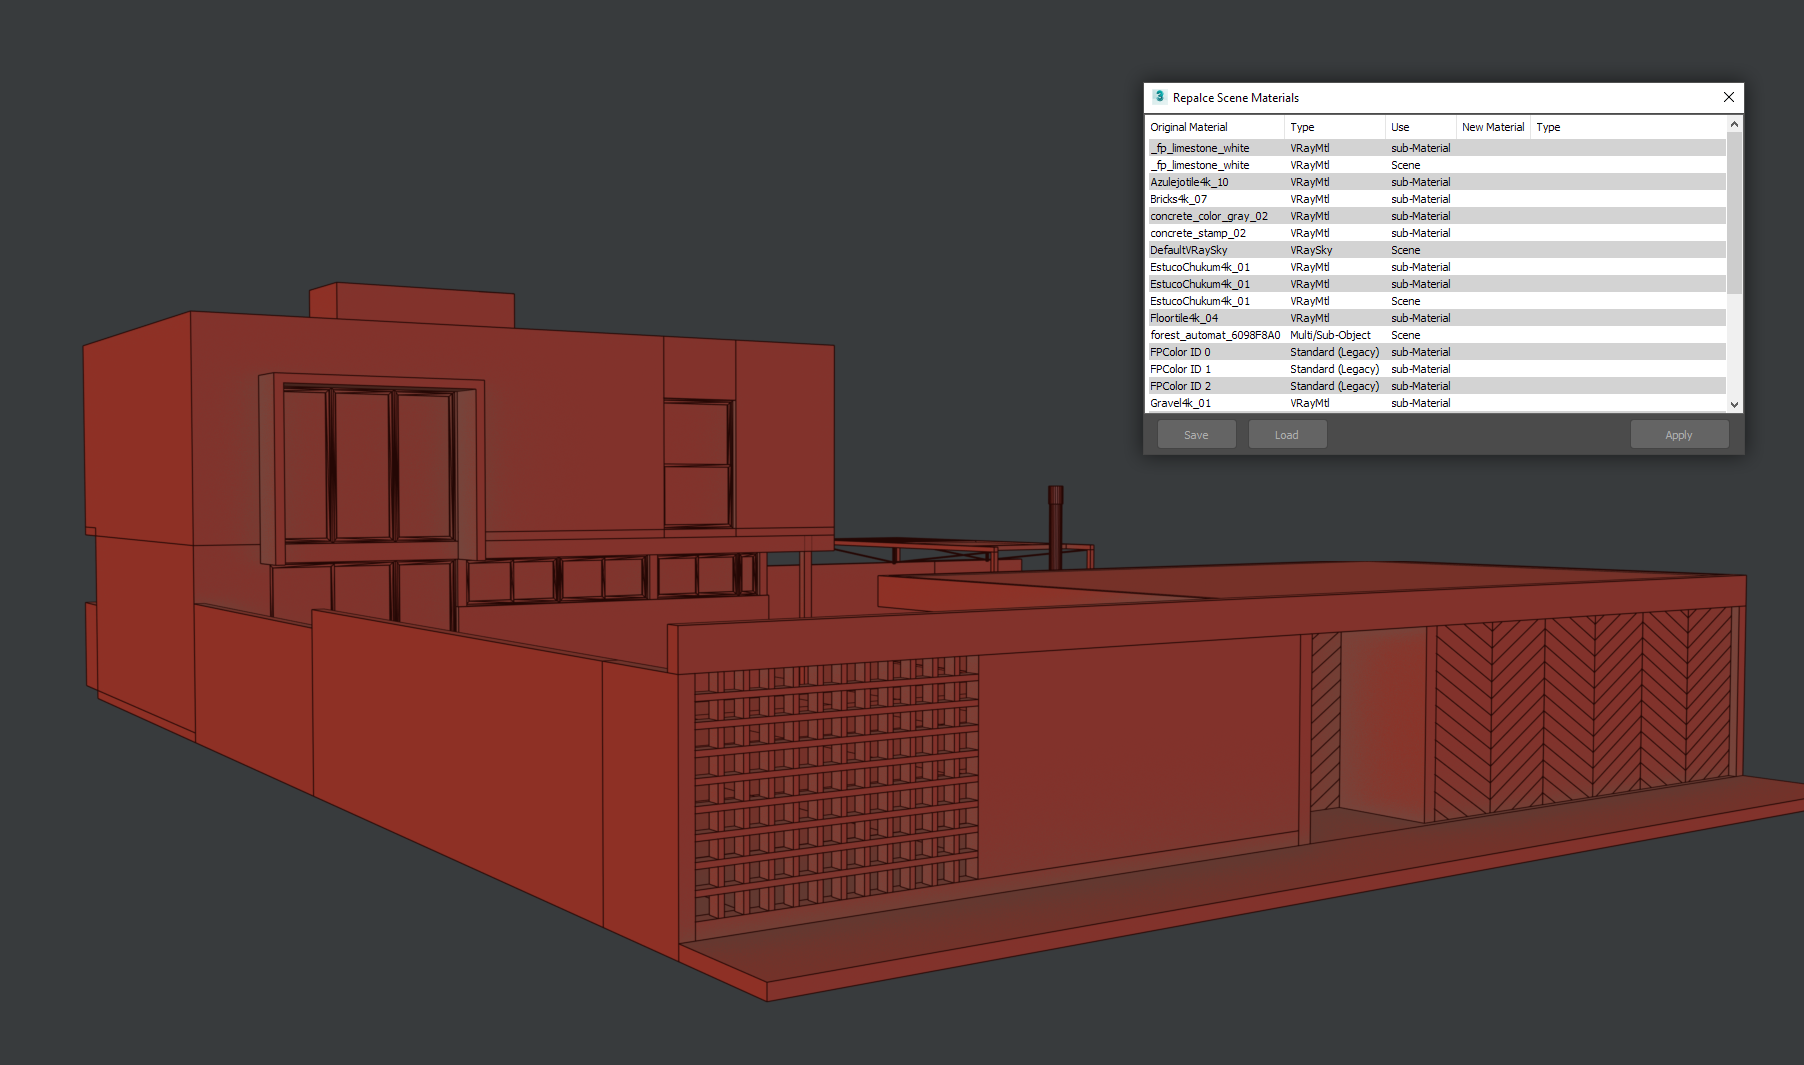 3 Repalce Scene Materials
Original Material Type Use New Material Type
_fp_limestone_white VRayMtl sub-Material
_fp_limestone_white VRayMtl Scene
Azulejotile4k_10 VRayMtl sub-Material
Bricks4k_07 VRayMtl sub-Material
concrete_color_gray_02 VRayMtl sub-Material
concrete_stamp_02 VRayMtl sub-Material
DefaultVRaySky VRaySky Scene
EstucoChukum4k_01 VRayMtl sub-Material
EstucoChukum4k_01 VRayMtl sub-Material
EstucoChukum4k_01 VRayMtl Scene
Floortile4k_04 VRayMtl sub-Material
forest_automat_6098F8A0 Multi/Sub-Object Scene
FPColor ID 0 Standard (Legacy) sub-Material
FPColor ID 1 Standard (Legacy) sub-Material
FPColor ID 2 Standard (Legacy) sub-Material
Gravel4k_01 VRayMtl sub-Material
Save Load Apply